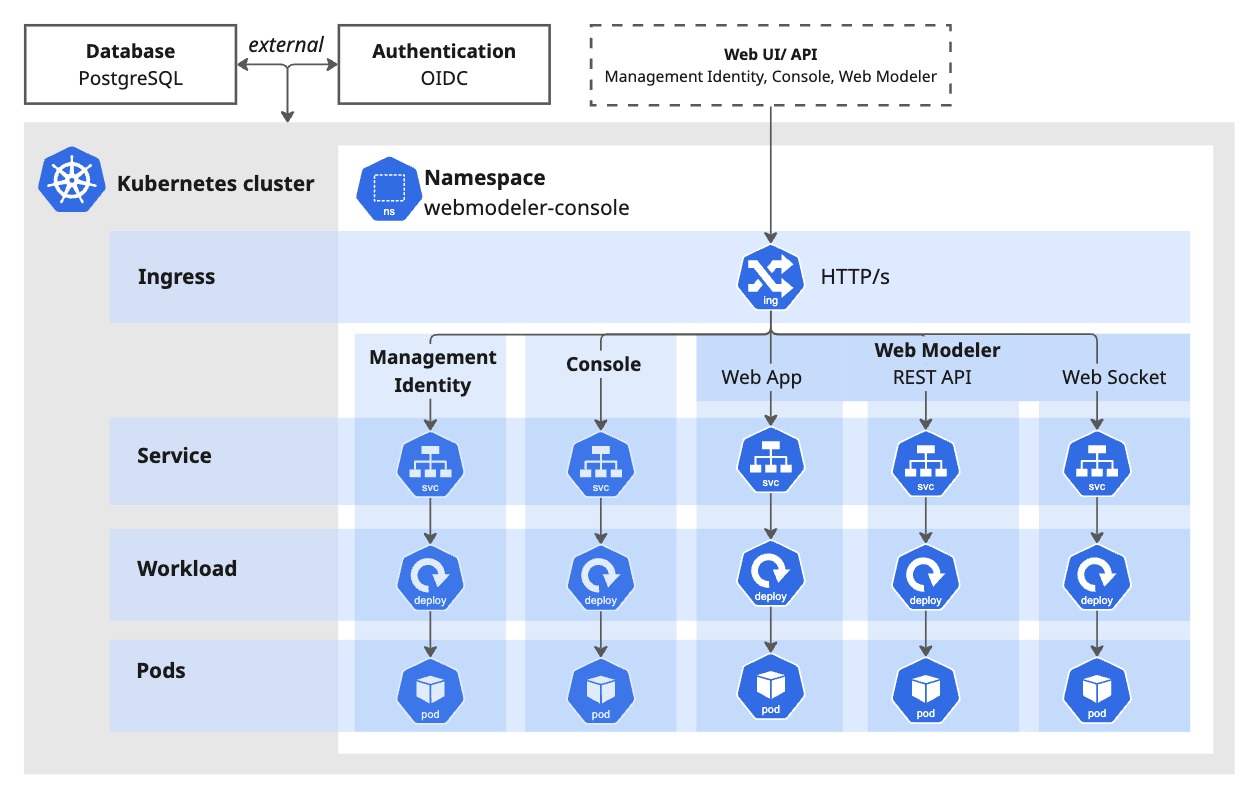 Database
PostgreSQL
external
Authentication
OIDC
Web UI/ API
Management Identity, Console, Web Modeler
Kubernetes cluster
ns
Namespace
webmodeler-console
Ingress
ing
HTTP/s
Management
Identity
Console
Web Modeler
Web App
REST API
Web Socket
Service
svc
svc
svc
svc
svc
Workload
deploy
deploy
deploy
deploy
deploy
Pods
pod
pod
pod
pod
pod